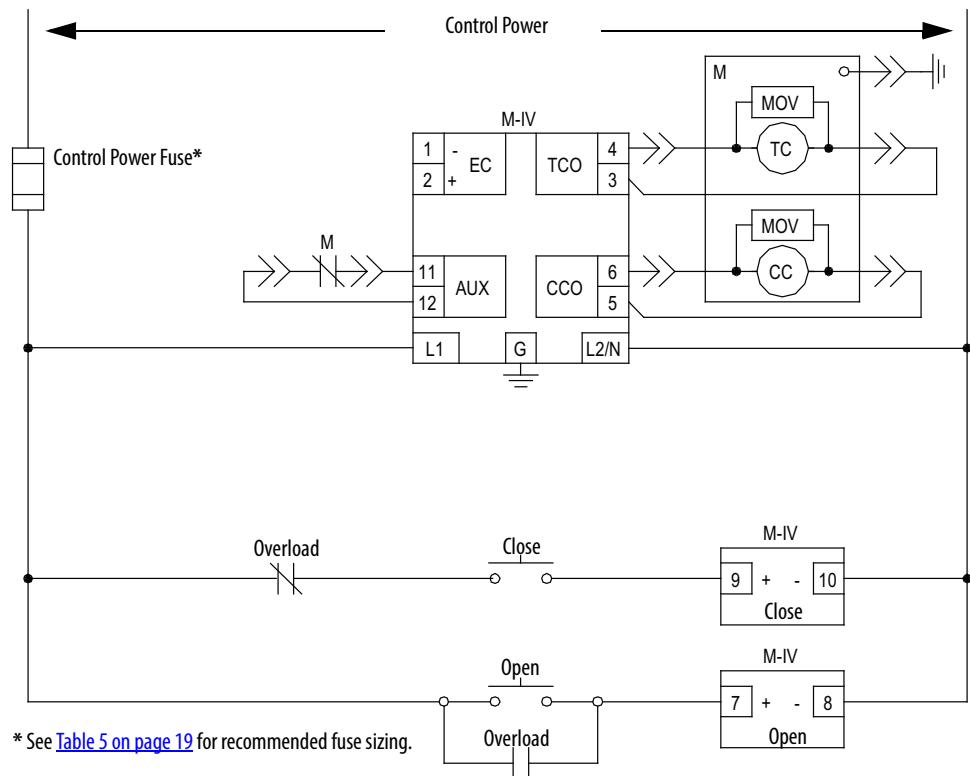 Control Power
M
MOV
M-IV
Control Power Fuse*
1 - EC TCO 4
TC
2 + 3
MOV
M
11 AUX CCO 6
CC
12 5
L1 G L2/N
M-IV
Overload Close
9 + - 10
Close
M-IV
Open
7 + - 8
Open
Overload
* See Table 5 on page 19 for recommended fuse sizing.